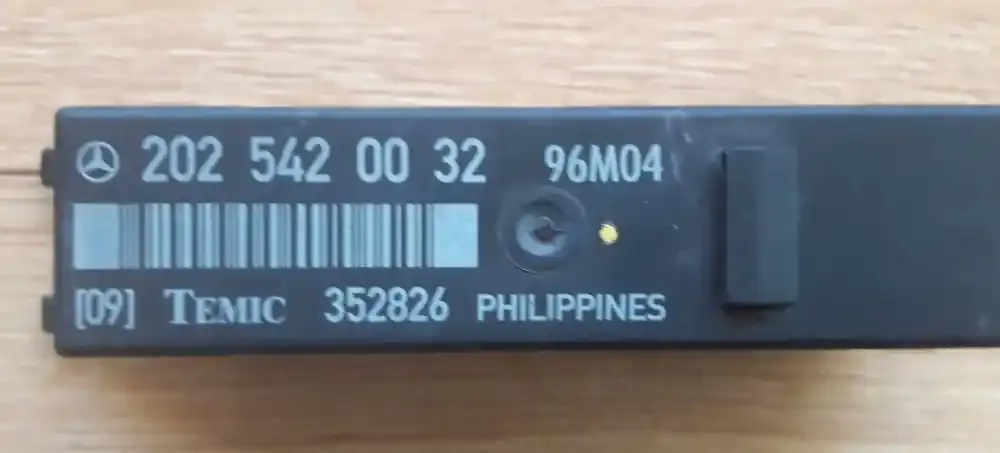 202 542 00 32 96M04
[09] TEMIC 352826 PHILIPPINES